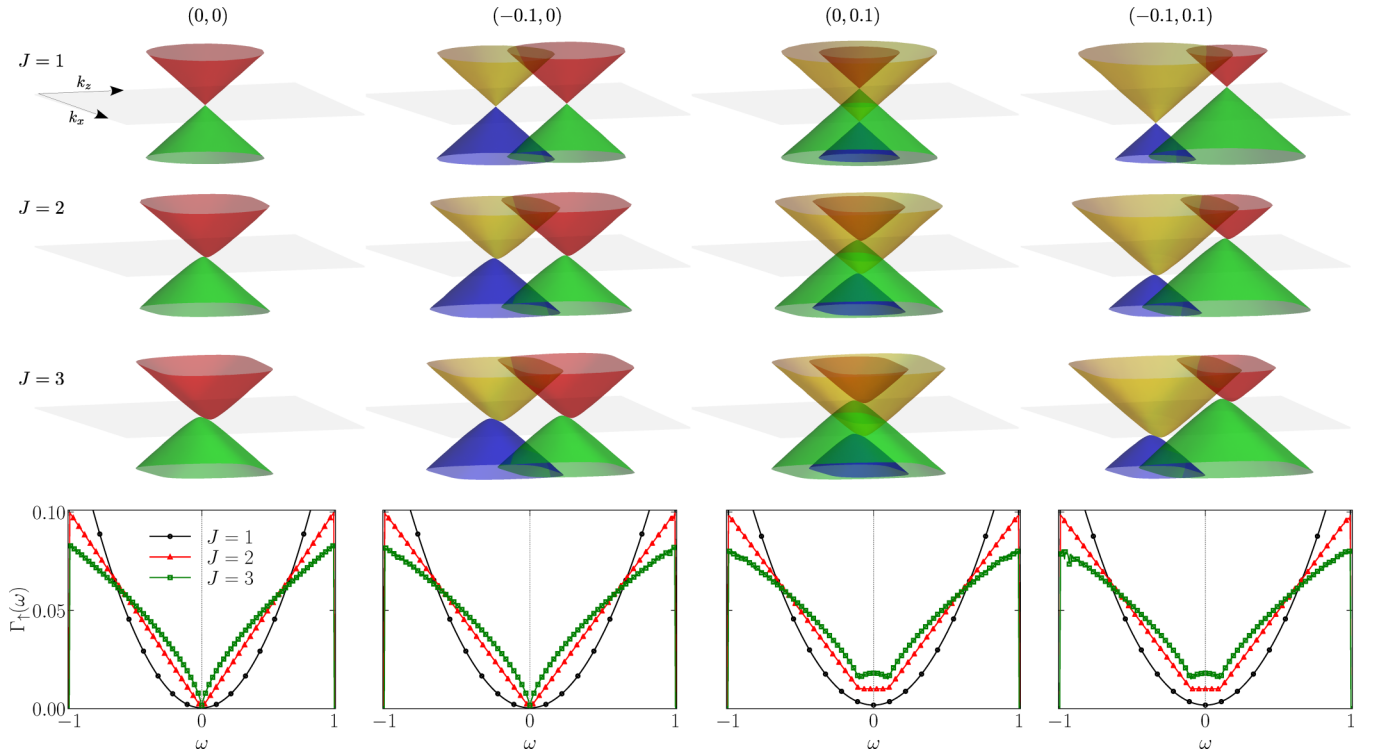 (0, 0) (−0.1, 0) (0, 0.1) (−0.1, 0.1)
J = 1
k_z
k_x
J = 2
J = 3
0.10
J = 1
J = 2
J = 3
0.05
Γ↑(ω)
0.00
−1 0 1 −1 0 1 −1 0 1 −1 0 1
ω ω ω ω